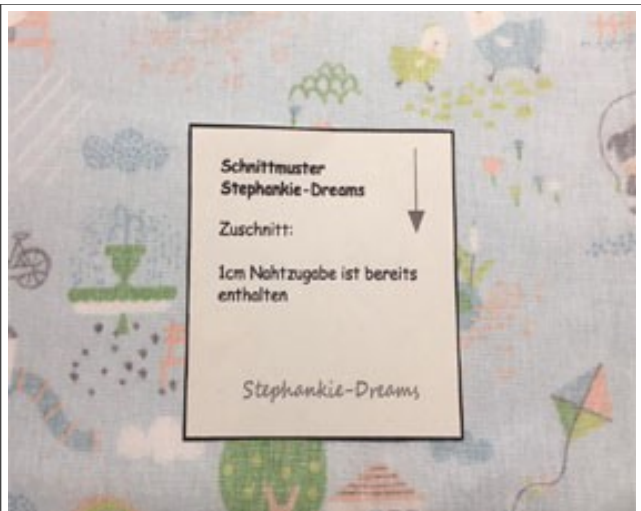 Schnittmuster
Stephankie-Dreams
Zuschnitt:
1cm Nahtzugabe ist bereits
enthalten
Stephankie-Dreams